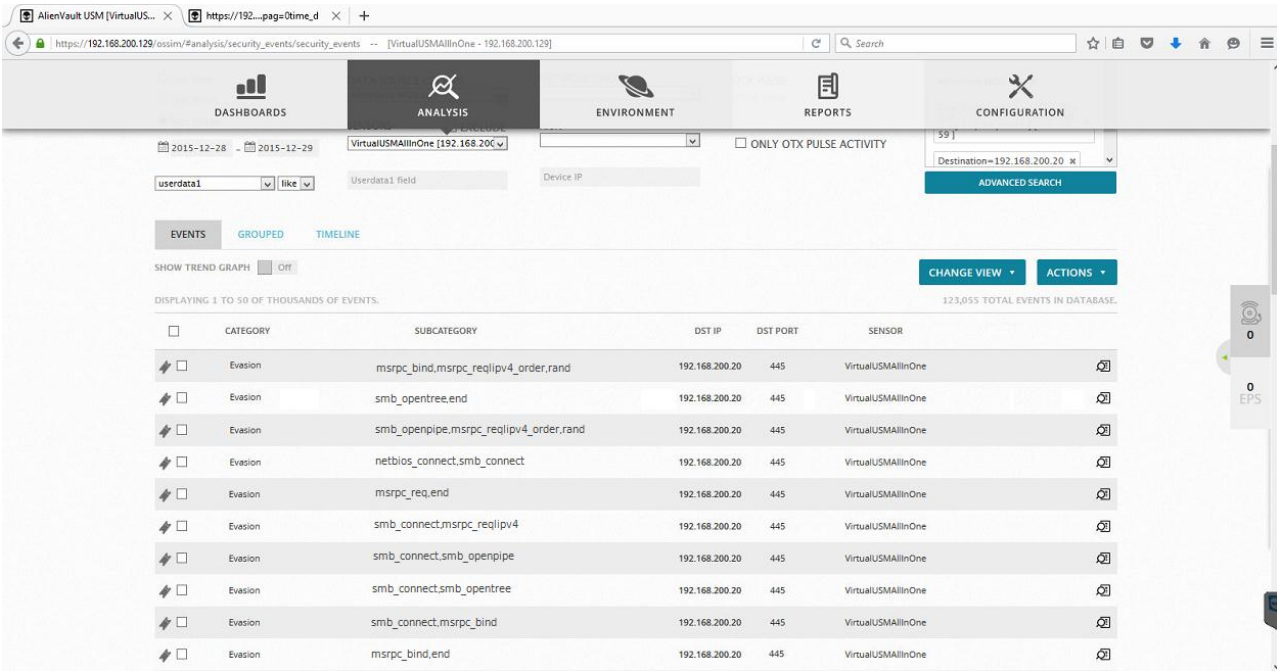 AlienVault USM [VirtualUS... × https://192....pag=0time_d × +
https://192.168.200.129/ossim/#analysis/security_events/security_events -- [VirtualUSMAllInOne - 192.168.200.129] Search
DASHBOARDS ANALYSIS ENVIRONMENT REPORTS CONFIGURATION
EXCLUDE
59 ]
2015-12-28 - 2015-12-29 VirtualUSMAllInOne [192.168.200 ONLY OTX PULSE ACTIVITY
Destination=192.168.200.20 ×
userdata1 like Userdata1 field Device IP ADVANCED SEARCH
EVENTS GROUPED TIMELINE
SHOW TREND GRAPH Off CHANGE VIEW ACTIONS
DISPLAYING 1 TO 50 OF THOUSANDS OF EVENTS. 123,055 TOTAL EVENTS IN DATABASE.
CATEGORY SUBCATEGORY DST IP DST PORT SENSOR
0
Evasion msrpc_bind,msrpc_reqlipv4_order,rand 192.168.200.20 445 VirtualUSMAllInOne
0
EPS
Evasion smb_opentree,end 192.168.200.20 445 VirtualUSMAllInOne
Evasion smb_openpipe,msrpc_reqlipv4_order,rand 192.168.200.20 445 VirtualUSMAllInOne
Evasion netbios_connect,smb_connect 192.168.200.20 445 VirtualUSMAllInOne
Evasion msrpc_req,end 192.168.200.20 445 VirtualUSMAllInOne
Evasion smb_connect,msrpc_reqlipv4 192.168.200.20 445 VirtualUSMAllInOne
Evasion smb_connect,smb_openpipe 192.168.200.20 445 VirtualUSMAllInOne
Evasion smb_connect,smb_opentree 192.168.200.20 445 VirtualUSMAllInOne
Evasion smb_connect,msrpc_bind 192.168.200.20 445 VirtualUSMAllInOne
Evasion msrpc_bind,end 192.168.200.20 445 VirtualUSMAllInOne